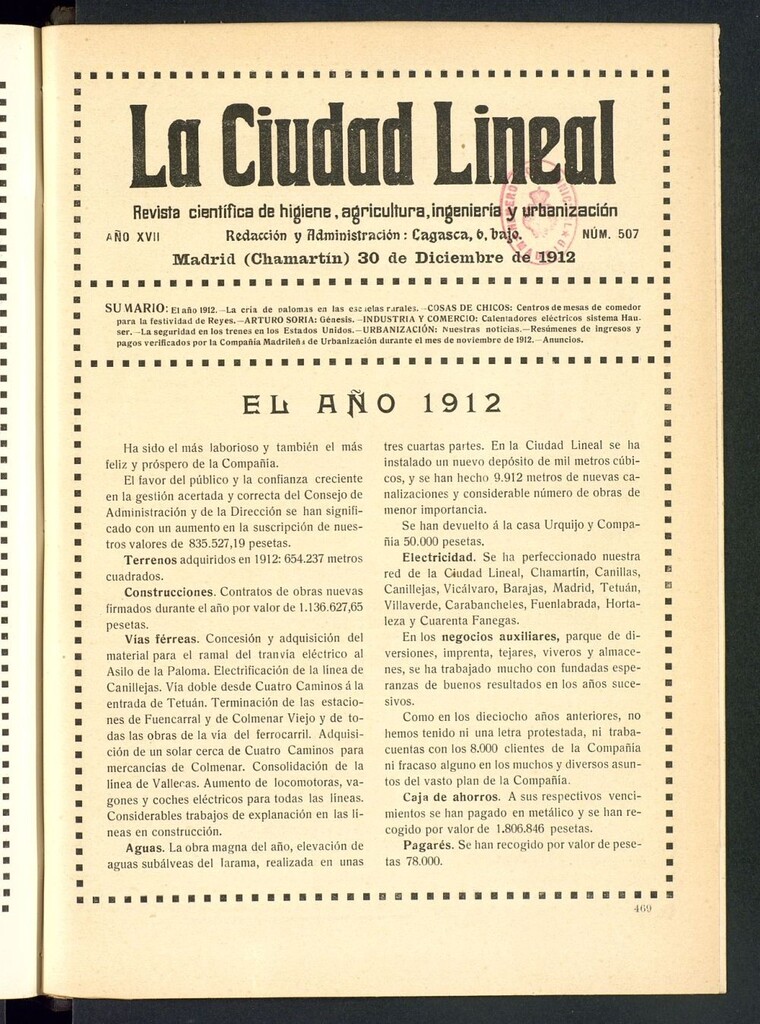 La Ciudad Lineal
Revista científica de higiene, agricultura, ingeniería y urbanización
AÑO XVII
Redacción y Administración: Lagasca, 6, bajo.
NÚM. 507
Madrid (Chamartín) 30 de Diciembre de 1912
SUMARIO: El año 1912.—La cria de palomas en las escuelas rurales.—COSAS DE CHICOS: Centros de mesas de comedor
para la festividad de Reyes.—ARTURO SORIA: Génesis.—INDUSTRIA Y COMERCIO: Calentadores eléctricos sistema Hau-
ser.—La seguridad en los trenes en los Estados Unidos.—URBANIZACIÓN: Nuestras noticias.—Resúmenes de ingresos y
pagos verificados por la Compañía Madrileña de Urbanización durante el mes de noviembre de 1912.—Anuncios.
EL AÑO 1912
Ha sido el más laborioso y también el más
feliz y próspero de la Compañía.
El favor del público y la confianza creciente
en la gestión acertada y correcta del Consejo de
Administración y de la Dirección se han signifi-
cado con un aumento en la suscripción de nues-
tros valores de 835.527,19 pesetas.
Terrenos adquiridos en 1912: 654.237 metros
cuadrados.
Construcciones. Contratos de obras nuevas
firmados durante el año por valor de 1.136.627,65
pesetas.
Vías férreas. Concesión y adquisición del
material para el ramal del tranvia eléctrico al
Asilo de la Paloma. Electrificación de la linea de
Canillejas. Vía doble desde Cuatro Caminos á la
entrada de Tetuán. Terminación de las estacio-
nes de Fuencarral y de Colmenar Viejo y de to-
das las obras de la vía del ferrocarril. Adquisi-
ción de un solar cerca de Cuatro Caminos para
mercancías de Colmenar. Consolidación de la
linea de Vallecas. Aumento de locomotoras, va-
gones y coches eléctricos para todas las lineas.
Considerables trabajos de explanación en las li-
neas en construcción.
Aguas. La obra magna del año, elevación de
aguas subálveas del Jarama, realizada en unas
tres cuartas partes. En la Ciudad Lineal se ha
instalado un nuevo depósito de mil metros cúbi-
cos, y se han hecho 9.912 metros de nuevas ca-
nalizaciones y considerable número de obras de
menor importancia.
Se han devuelto á la casa Urquijo y Compa-
ñia 50.000 pesetas.
Electricidad. Se ha perfeccionado nuestra
red de la Ciudad Lineal, Chamartín, Canillas,
Canillejas, Vicálvaro, Barajas, Madrid, Tetuán,
Villaverde, Carabancheles, Fuenlabrada, Horta-
leza y Cuarenta Fanegas.
En los negocios auxiliares, parque de di-
versiones, imprenta, tejares, viveros y almace-
nes, se ha trabajado mucho con fundadas espe-
ranzas de buenos resultados en los años suce-
sivos.
Como en los dieciocho años anteriores, no
hemos tenido ni una letra protestada, ni traba-
cuentas con los 8.000 clientes de la Compañía
ni fracaso alguno en los muchos y diversos asun-
tos del vasto plan de la Compañía.
Caja de ahorros. A sus respectivos venci-
mientos se han pagado en metálico y se han re-
cogido por valor de 1.806.846 pesetas.
Pagarés. Se han recogido por valor de pese-
tas 78.000.
469